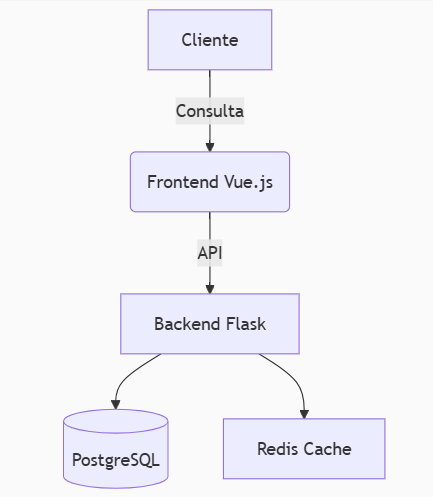 Cliente
Consulta
Frontend Vue.js
API
Backend Flask
PostgreSQL
Redis Cache